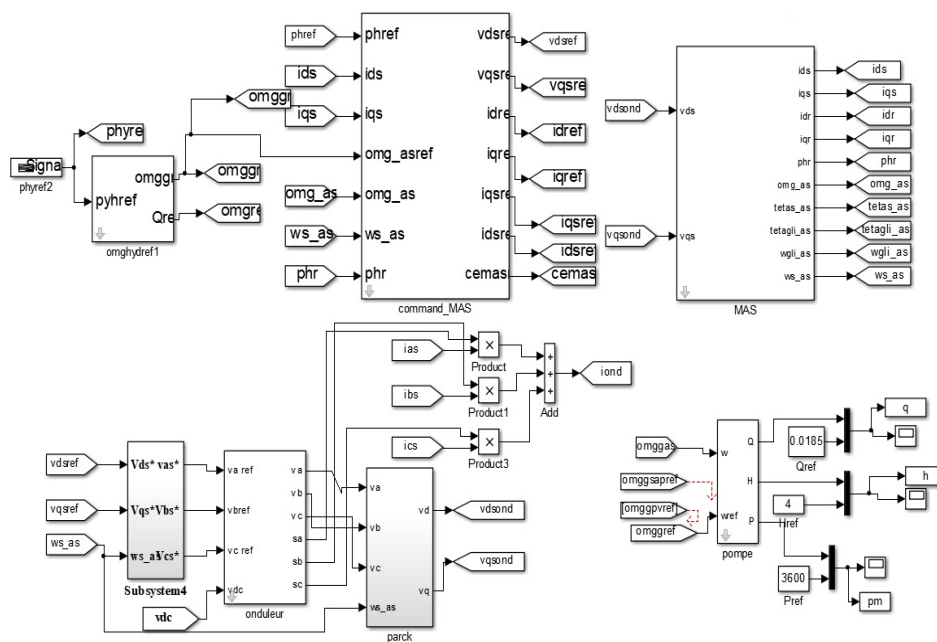 Signa
phyref2
phyre
pyhref
omggr
Qre
omghydref1
omggr
omggr
omgre
phref
ids
iqs
omg_as
ws_as
phr
phref
ids
iqs
omg_asref
omg_as
ws_as
phr
vdsre
vqsre
idre
iqre
iqsre
idsre
cemas
command_MAS
vdsref
vqsre
idref
iqref
iqsre
idsre
cemas
vdsond
vqsond
vds
vqs
ids
iqs
idr
iqr
phr
omg_as
tetas_as
tetagli_as
wgli_as
ws_as
MAS
ids
iqs
idr
iqr
phr
omg_as
tetas_as
tetagli_as
wgli_as
ws_as
ias
ibs
ics
Product
Product1
Product3
Add
iond
vdsref
vqsref
ws_as
vdc
Vds* vas*
Vqs*Vbs*
ws_asVcs*
Subsystem4
va ref
vbref
vc ref
vdc
va
vb
vc
sa
sb
sc
onduleur
va
vb
vc
ws_as
vd
vq
parck
vdsond
vqsond
omggas
omggsapref
[omggpvref]
omggref
w
wref
Q
H
P
pompe
0.0185
Qref
4
Href
3600
Pref
q
h
pm